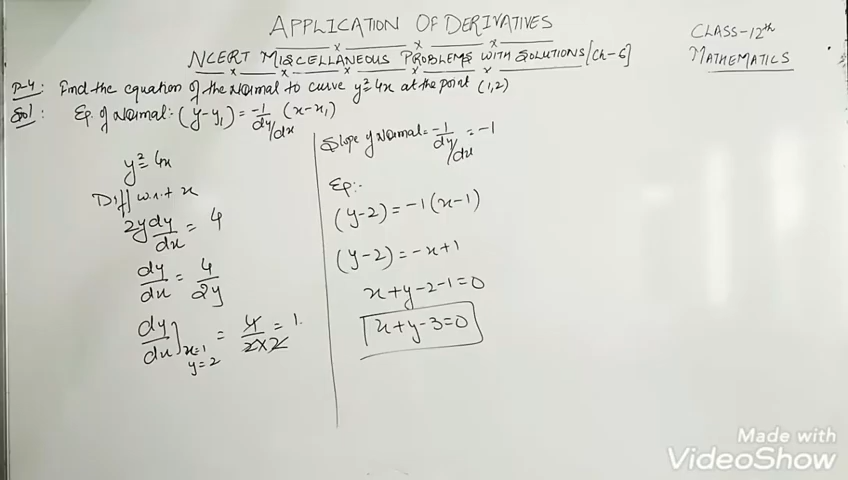 APPLICATION OF DERIVATIVES
NCERT MISCELLANEOUS PROBLEMS WITH SOLUTIONS [Ch-6]
CLASS-12th
MATHEMATICS
P-4: Find the equation of the Normal to curve y²=4x at the point (1,2)
Sol: Eq. of Normal: (y-y₁) = -1/(dy/dx) (x-x₁)
y²=4x
Diff w.r.t x
2y dy/dx = 4
dy/dx = 4/2y
dy/dx]x=1 y=2 = 4/2×2 = 1.
Slope of Normal = -1/(dy/dx) = -1
Eq:-
(y-2) = -1(x-1)
(y-2) = -x+1
x+y-2-1=0
x+y-3=0
Made with
VideoShow